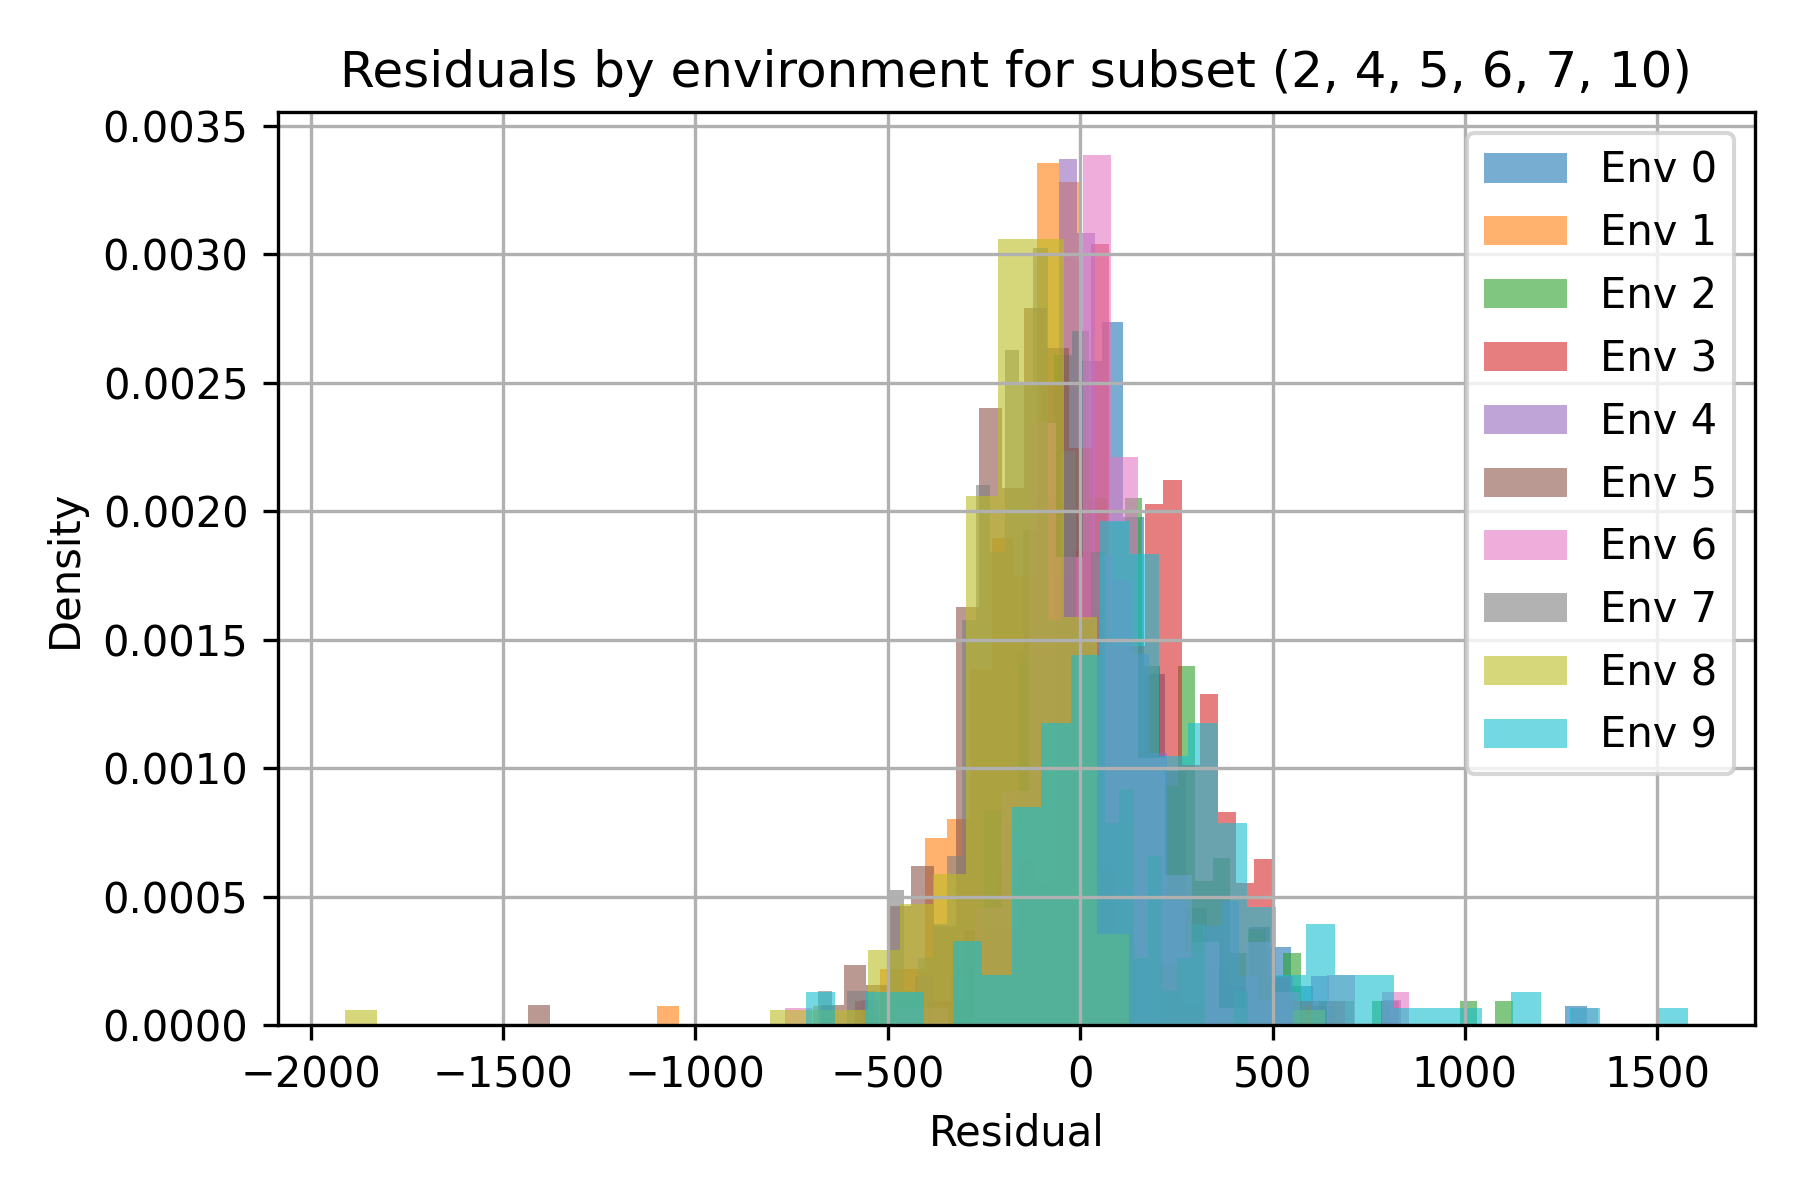 Residuals by environment for subset (2, 4, 5, 6, 7, 10)
0.0035
0.0030
0.0025
0.0020
0.0015
0.0010
0.0005
0.0000
Density
Env 0
Env 1
Env 2
Env 3
Env 4
Env 5
Env 6
Env 7
Env 8
Env 9
−2000 −1500 −1000 −500 0 500 1000 1500
Residual